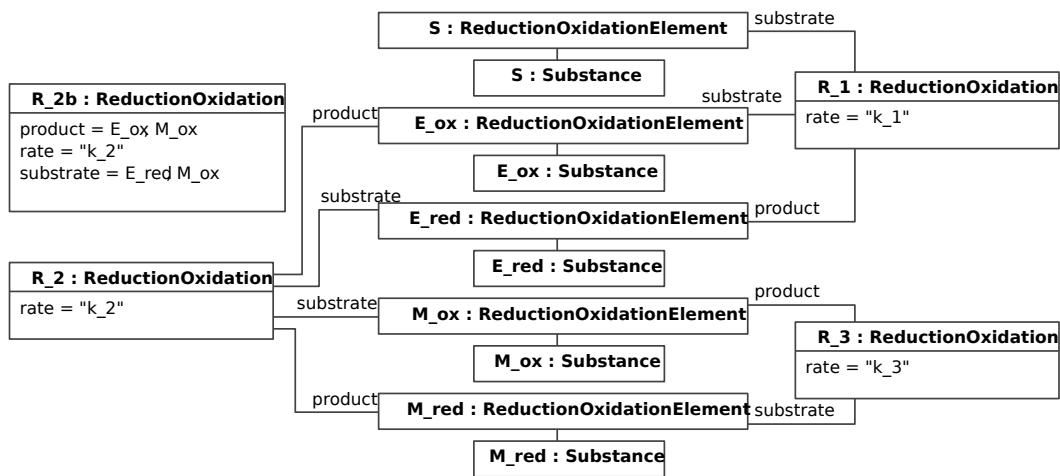 S : ReductionOxidationElement
substrate
S : Substance
R_2b : ReductionOxidation
product = E_ox, M_ox
rate = "k_2"
substrate = E_red, M_ox
R_1 : ReductionOxidation
rate = "k_1"
product
E_ox : ReductionOxidationElement
substrate
E_ox : Substance
substrate
E_red : ReductionOxidationElement
product
E_red : Substance
R_2 : ReductionOxidation
rate = "k_2"
substrate
M_ox : ReductionOxidationElement
product
M_ox : Substance
R_3 : ReductionOxidation
rate = "k_3"
product
M_red : ReductionOxidationElement
substrate
M_red : Substance